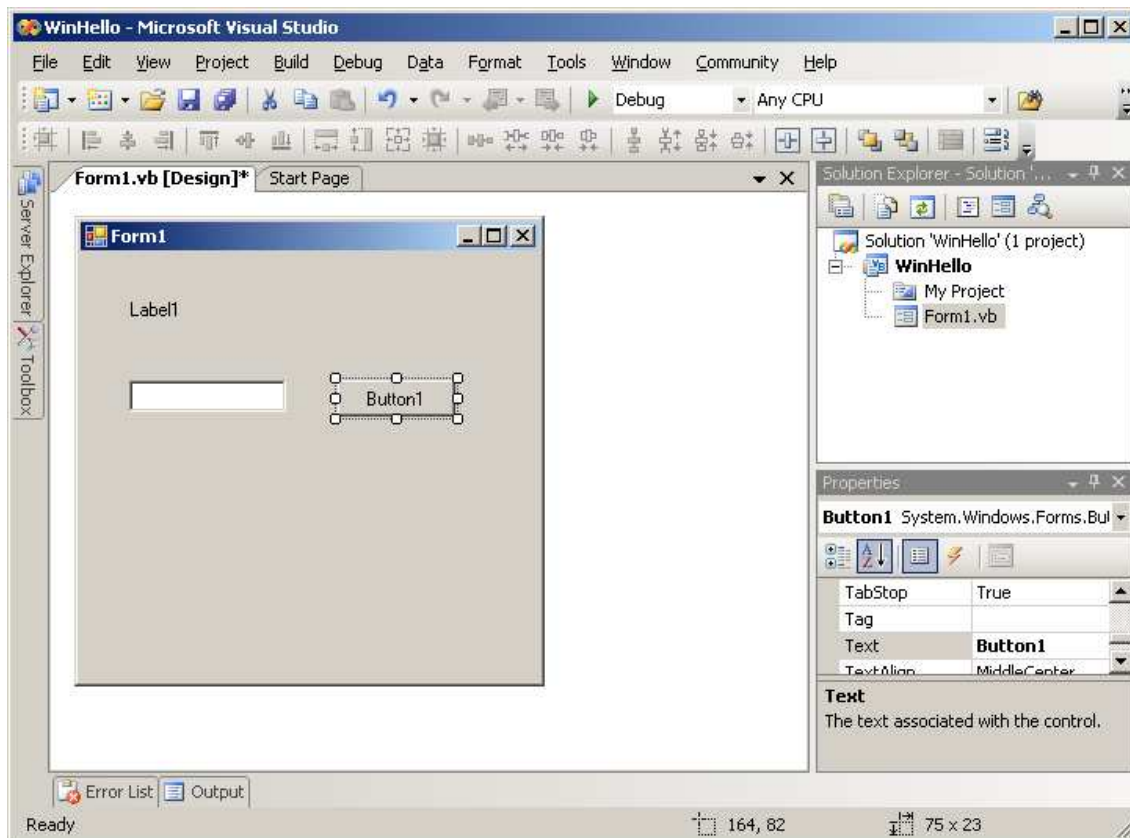 WinHello - Microsoft Visual Studio
File Edit View Project Build Debug Data Format Tools Window Community Help
Debug Any CPU
Server Explorer
Toolbox
Form1.vb [Design]* Start Page
Form1
Label1
Button1
Solution Explorer - Solution '...
Solution 'WinHello' (1 project)
WinHello
My Project
Form1.vb
Properties
Button1 System.Windows.Forms.But
TabStop True
Tag
Text Button1
TextAlign MiddleCenter
Text
The text associated with the control.
Error List Output
Ready 164, 82 75 x 23